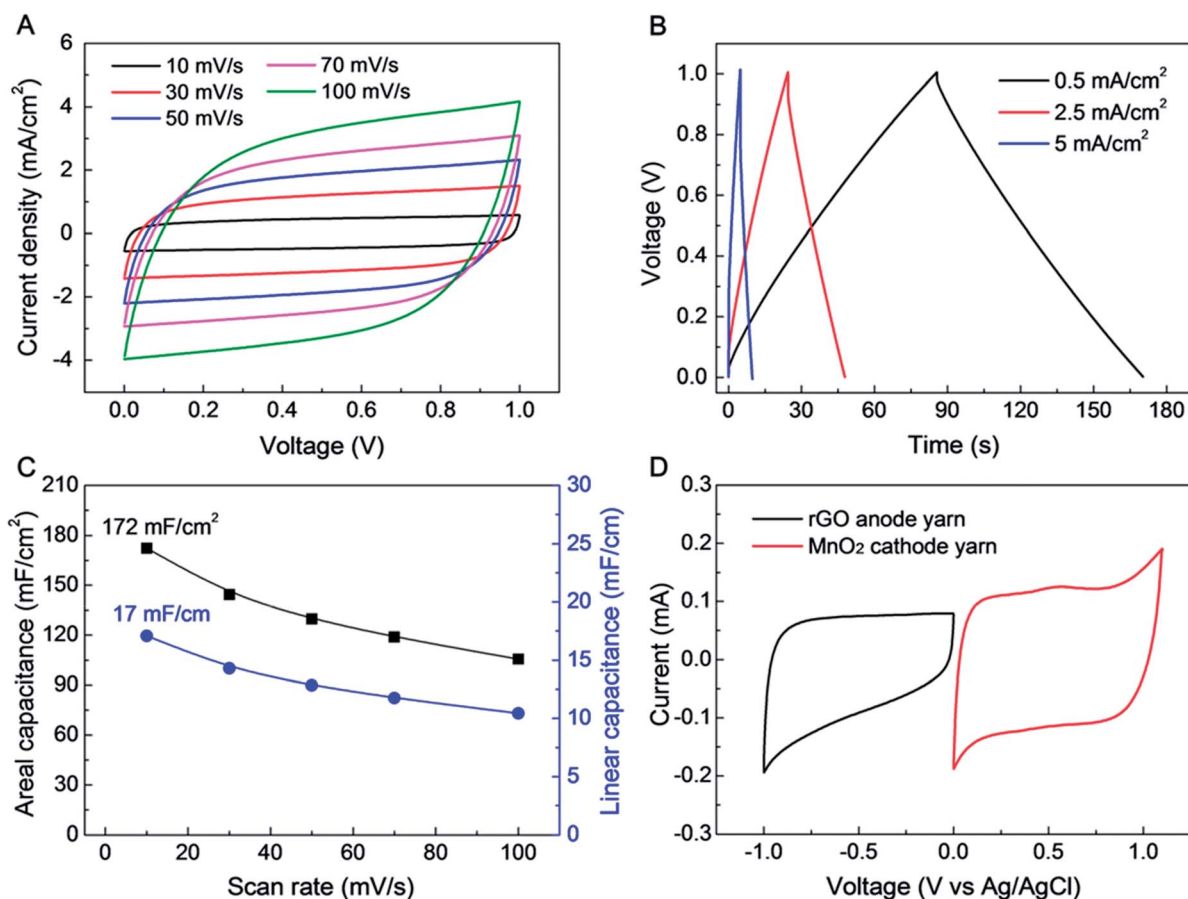 A
6
4
2
0
-2
-4
Current density (mA/cm²)
10 mV/s
30 mV/s
50 mV/s
70 mV/s
100 mV/s
0.0 0.2 0.4 0.6 0.8 1.0
Voltage (V)
B
1.0
0.8
0.6
0.4
0.2
0.0
Voltage (V)
0.5 mA/cm²
2.5 mA/cm²
5 mA/cm²
0 30 60 90 120 150 180
Time (s)
C
210
180
150
120
90
60
30
0
Areal capacitance (mF/cm²)
172 mF/cm²
17 mF/cm
30
25
20
15
10
5
0
Linear capacitance (mF/cm)
0 20 40 60 80 100
Scan rate (mV/s)
D
0.3
0.2
0.1
0.0
-0.1
-0.2
-0.3
Current (mA)
rGO anode yarn
MnO₂ cathode yarn
-1.0 -0.5 0.0 0.5 1.0
Voltage (V vs Ag/AgCl)